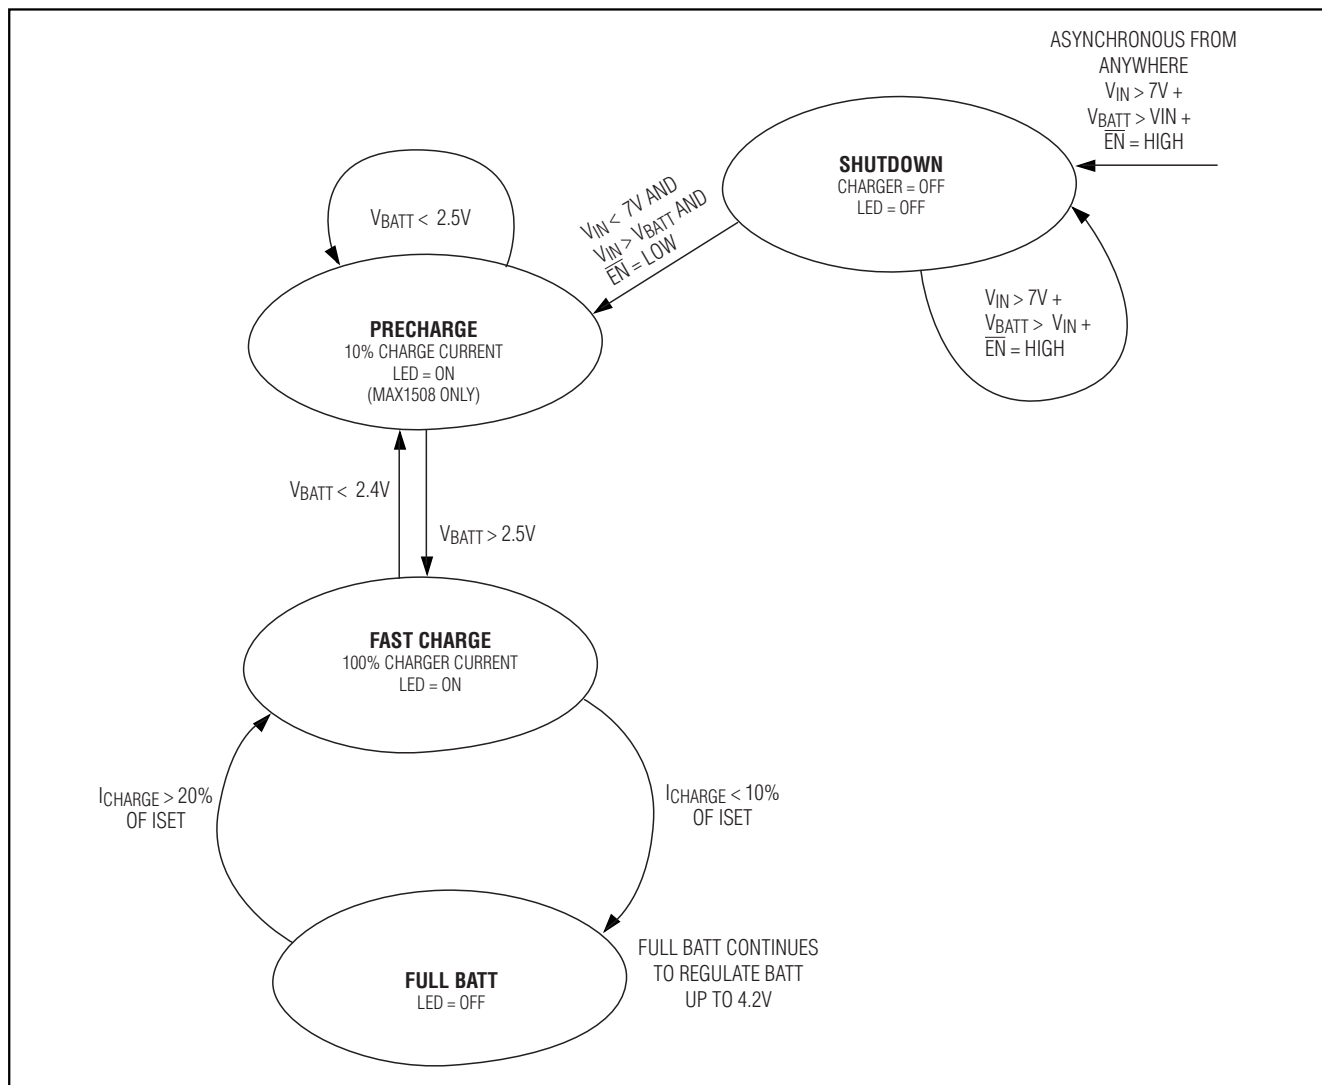 ASYNCHRONOUS FROM
ANYWHERE
VIN > 7V +
VBATT > VIN +
EN = HIGH
SHUTDOWN
CHARGER = OFF
LED = OFF
VIN < 7V AND
VIN > VBATT AND
EN = LOW
VIN > 7V +
VBATT > VIN +
EN = HIGH
VBATT < 2.5V
PRECHARGE
10% CHARGE CURRENT
LED = ON
(MAX1508 ONLY)
VBATT < 2.4V
VBATT > 2.5V
FAST CHARGE
100% CHARGER CURRENT
LED = ON
ICHARGE > 20%
OF ISET
ICHARGE < 10%
OF ISET
FULL BATT
LED = OFF
FULL BATT CONTINUES
TO REGULATE BATT
UP TO 4.2V